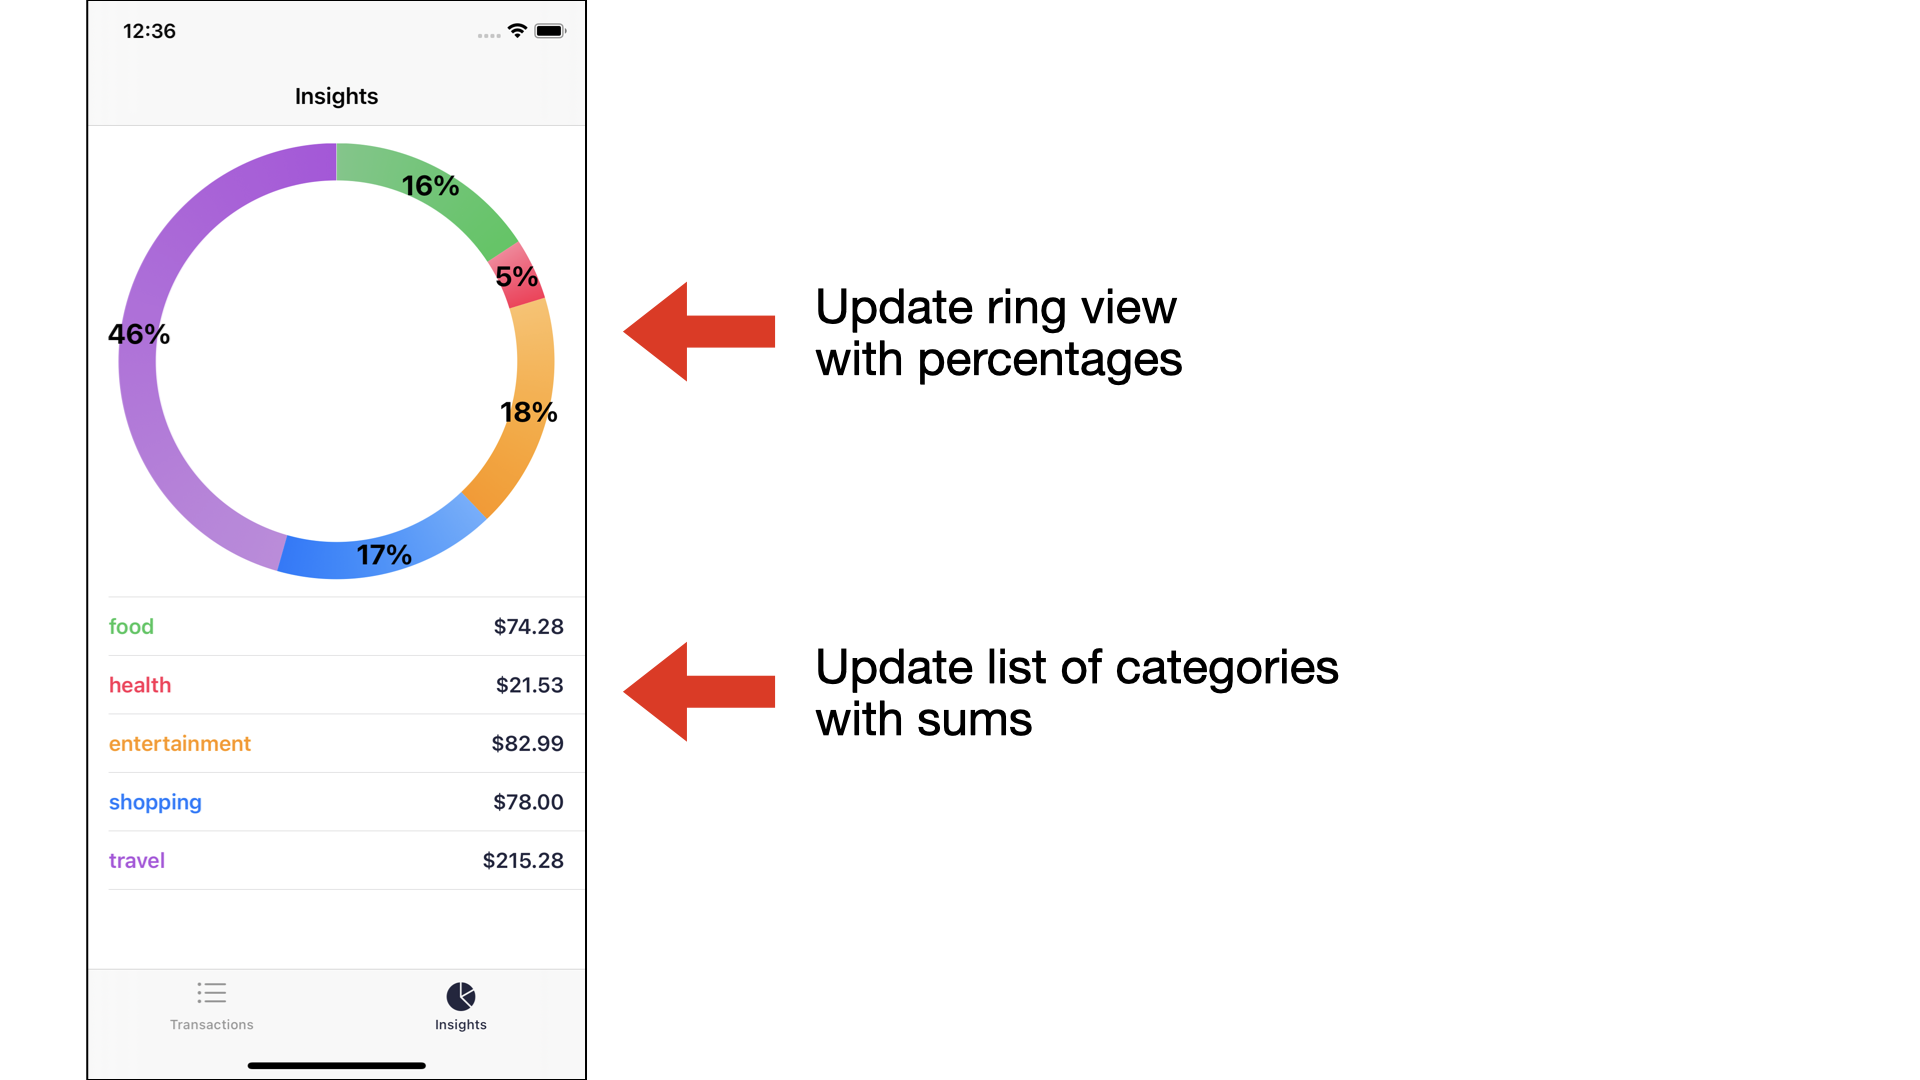 12:36
Insights
16%
5%
46%
18%
17%
Update ring view
with percentages
food $74.28
health $21.53
entertainment $82.99
shopping $78.00
travel $215.28
Update list of categories
with sums
Transactions
Insights